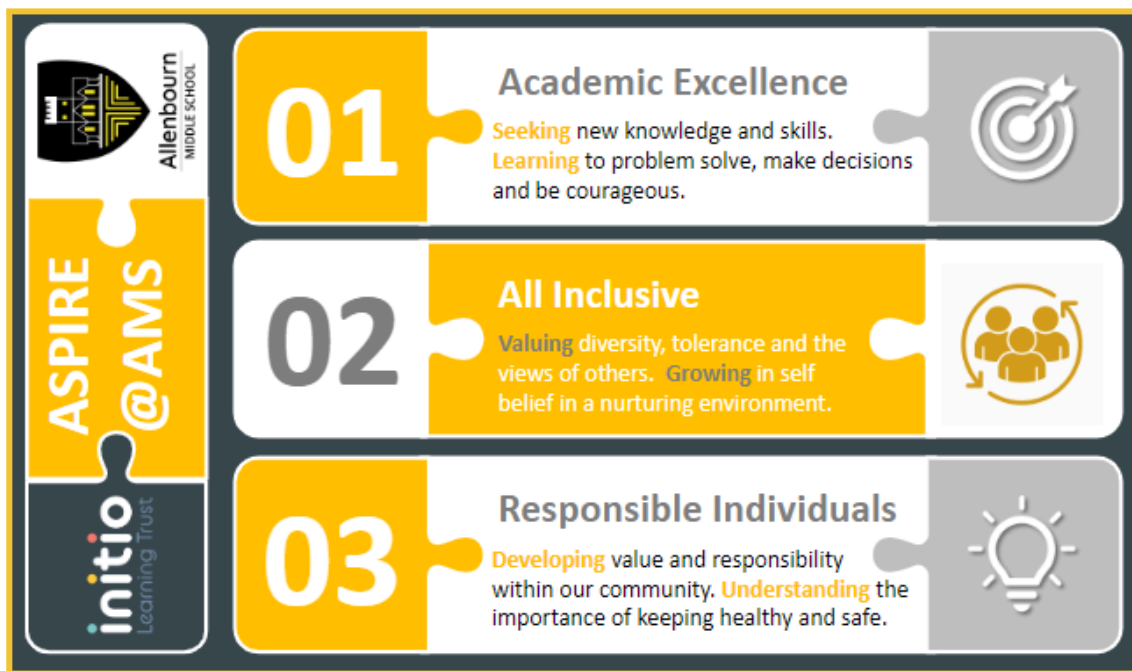 Allenbourn
MIDDLE SCHOOL
ASPIRE
@AMS
initio
Learning Trust
01
Academic Excellence
Seeking new knowledge and skills.
Learning to problem solve, make decisions
and be courageous.
02
All Inclusive
Valuing diversity, tolerance and the
views of others. Growing in self
belief in a nurturing environment.
03
Responsible Individuals
Developing value and responsibility
within our community. Understanding the
importance of keeping healthy and safe.